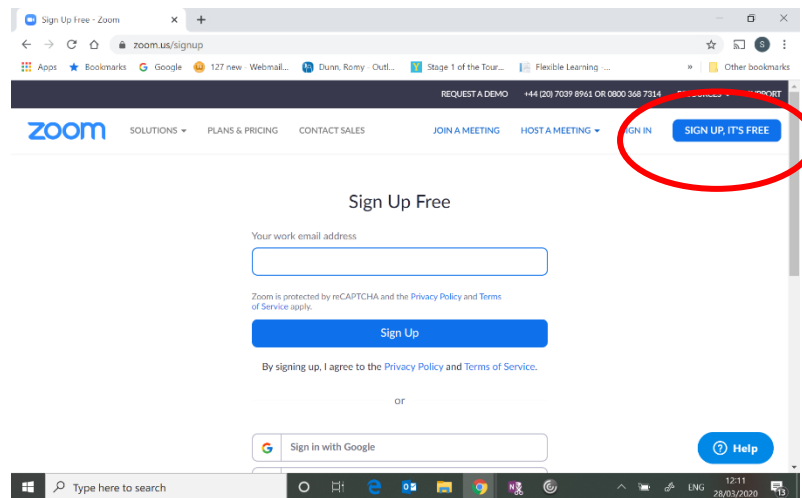 Sign Up Free - Zoom
zoom.us/signup
S
Apps Bookmarks Google 127 new - Webmail... Dunn, Romy - Outl... Stage 1 of the Tour... Flexible Learning -... » Other bookmarks
REQUEST A DEMO +44 (20) 7039 8961 OR 0800 368 7314
zoom SOLUTIONS PLANS & PRICING CONTACT SALES JOIN A MEETING HOST A MEETING SIGN IN SIGN UP, IT'S FREE
Sign Up Free
Your work email address
Zoom is protected by reCAPTCHA and the Privacy Policy and Terms
of Service apply.
Sign Up
By signing up, I agree to the Privacy Policy and Terms of Service.
or
G Sign in with Google
? Help
Type here to search
ENG 12:11
28/03/2020 13